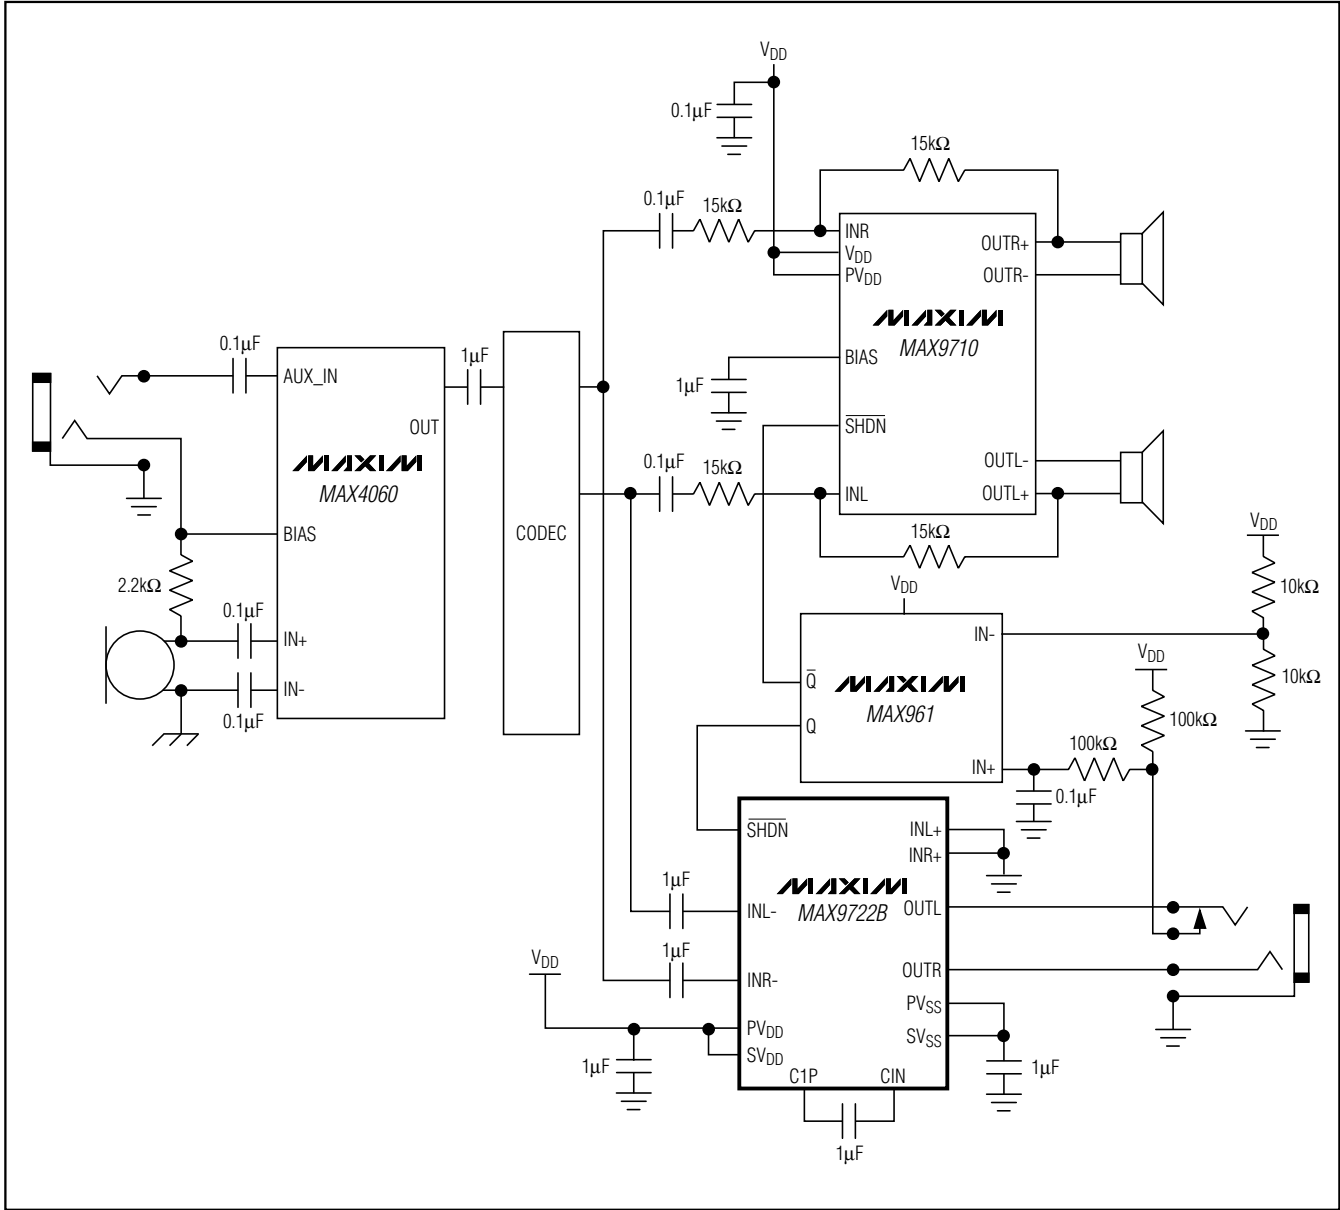 VDD
0.1µF
15kΩ
0.1µF
15kΩ
INR
VDD
PVDD
OUTR+
OUTR-
MAXIM
MAX9710
BIAS
1µF
SHDN
OUTL-
OUTL+
INL
0.1µF
15kΩ
15kΩ
0.1µF
AUX_IN
1µF
OUT
MAXIM
MAX4060
BIAS
2.2kΩ
0.1µF
IN+
IN-
0.1µF
CODEC
VDD
10kΩ
10kΩ
VDD
IN-
Q
MAXIM
MAX961
Q
IN+
VDD
100kΩ
100kΩ
0.1µF
SHDN
INL+
INR+
MAXIM
MAX9722B
1µF
INL-
OUTL
1µF
INR-
OUTR
VDD
PVDD
SVDD
PVSS
SVSS
1µF
1µF
C1P
CIN
1µF